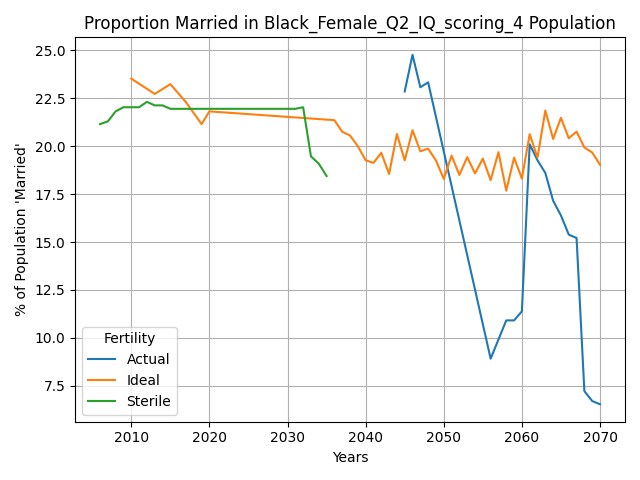 Proportion Married in Black_Female_Q2_IQ_scoring_4 Population
% of Population 'Married'
25.0
22.5
20.0
17.5
15.0
12.5
10.0
7.5
Fertility
Actual
Ideal
Sterile
2010 2020 2030 2040 2050 2060 2070
Years